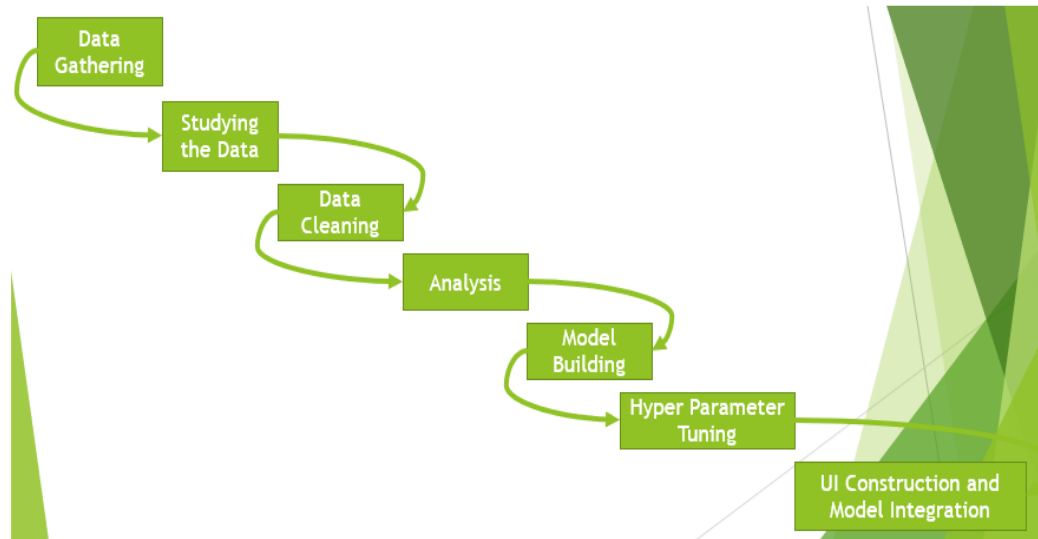 Data
Gathering
Studying
the Data
Data
Cleaning
Analysis
Model
Building
Hyper Parameter
Tuning
UI Construction and
Model Integration